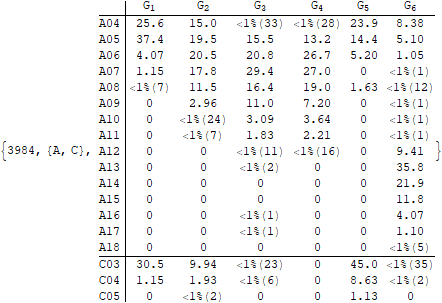 G1 G2 G3 G4 G5 G6
A04 25.6 15.0 <1%(33) <1%(28) 23.9 8.38
A05 37.4 19.5 15.5 13.2 14.4 5.10
A06 4.07 20.5 20.8 26.7 5.20 1.05
A07 1.15 17.8 29.4 27.0 0 <1%(1)
A08 <1%(7) 11.5 16.4 19.0 1.63 <1%(12)
A09 0 2.96 11.0 7.20 0 <1%(1)
A10 0 <1%(24) 3.09 3.64 0 <1%(1)
A11 0 <1%(7) 1.83 2.21 0 <1%(1)
{3984, {A, C}, A12 0 0 <1%(11) <1%(16) 0 9.41 }
A13 0 0 <1%(2) 0 0 35.8
A14 0 0 0 0 0 21.9
A15 0 0 0 0 0 11.8
A16 0 0 <1%(1) 0 0 4.07
A17 0 0 <1%(1) 0 0 1.10
A18 0 0 0 0 0 <1%(5)
C03 30.5 9.94 <1%(23) 0 45.0 <1%(35)
C04 1.15 1.93 <1%(6) 0 8.63 <1%(2)
C05 0 <1%(2) 0 0 1.13 0